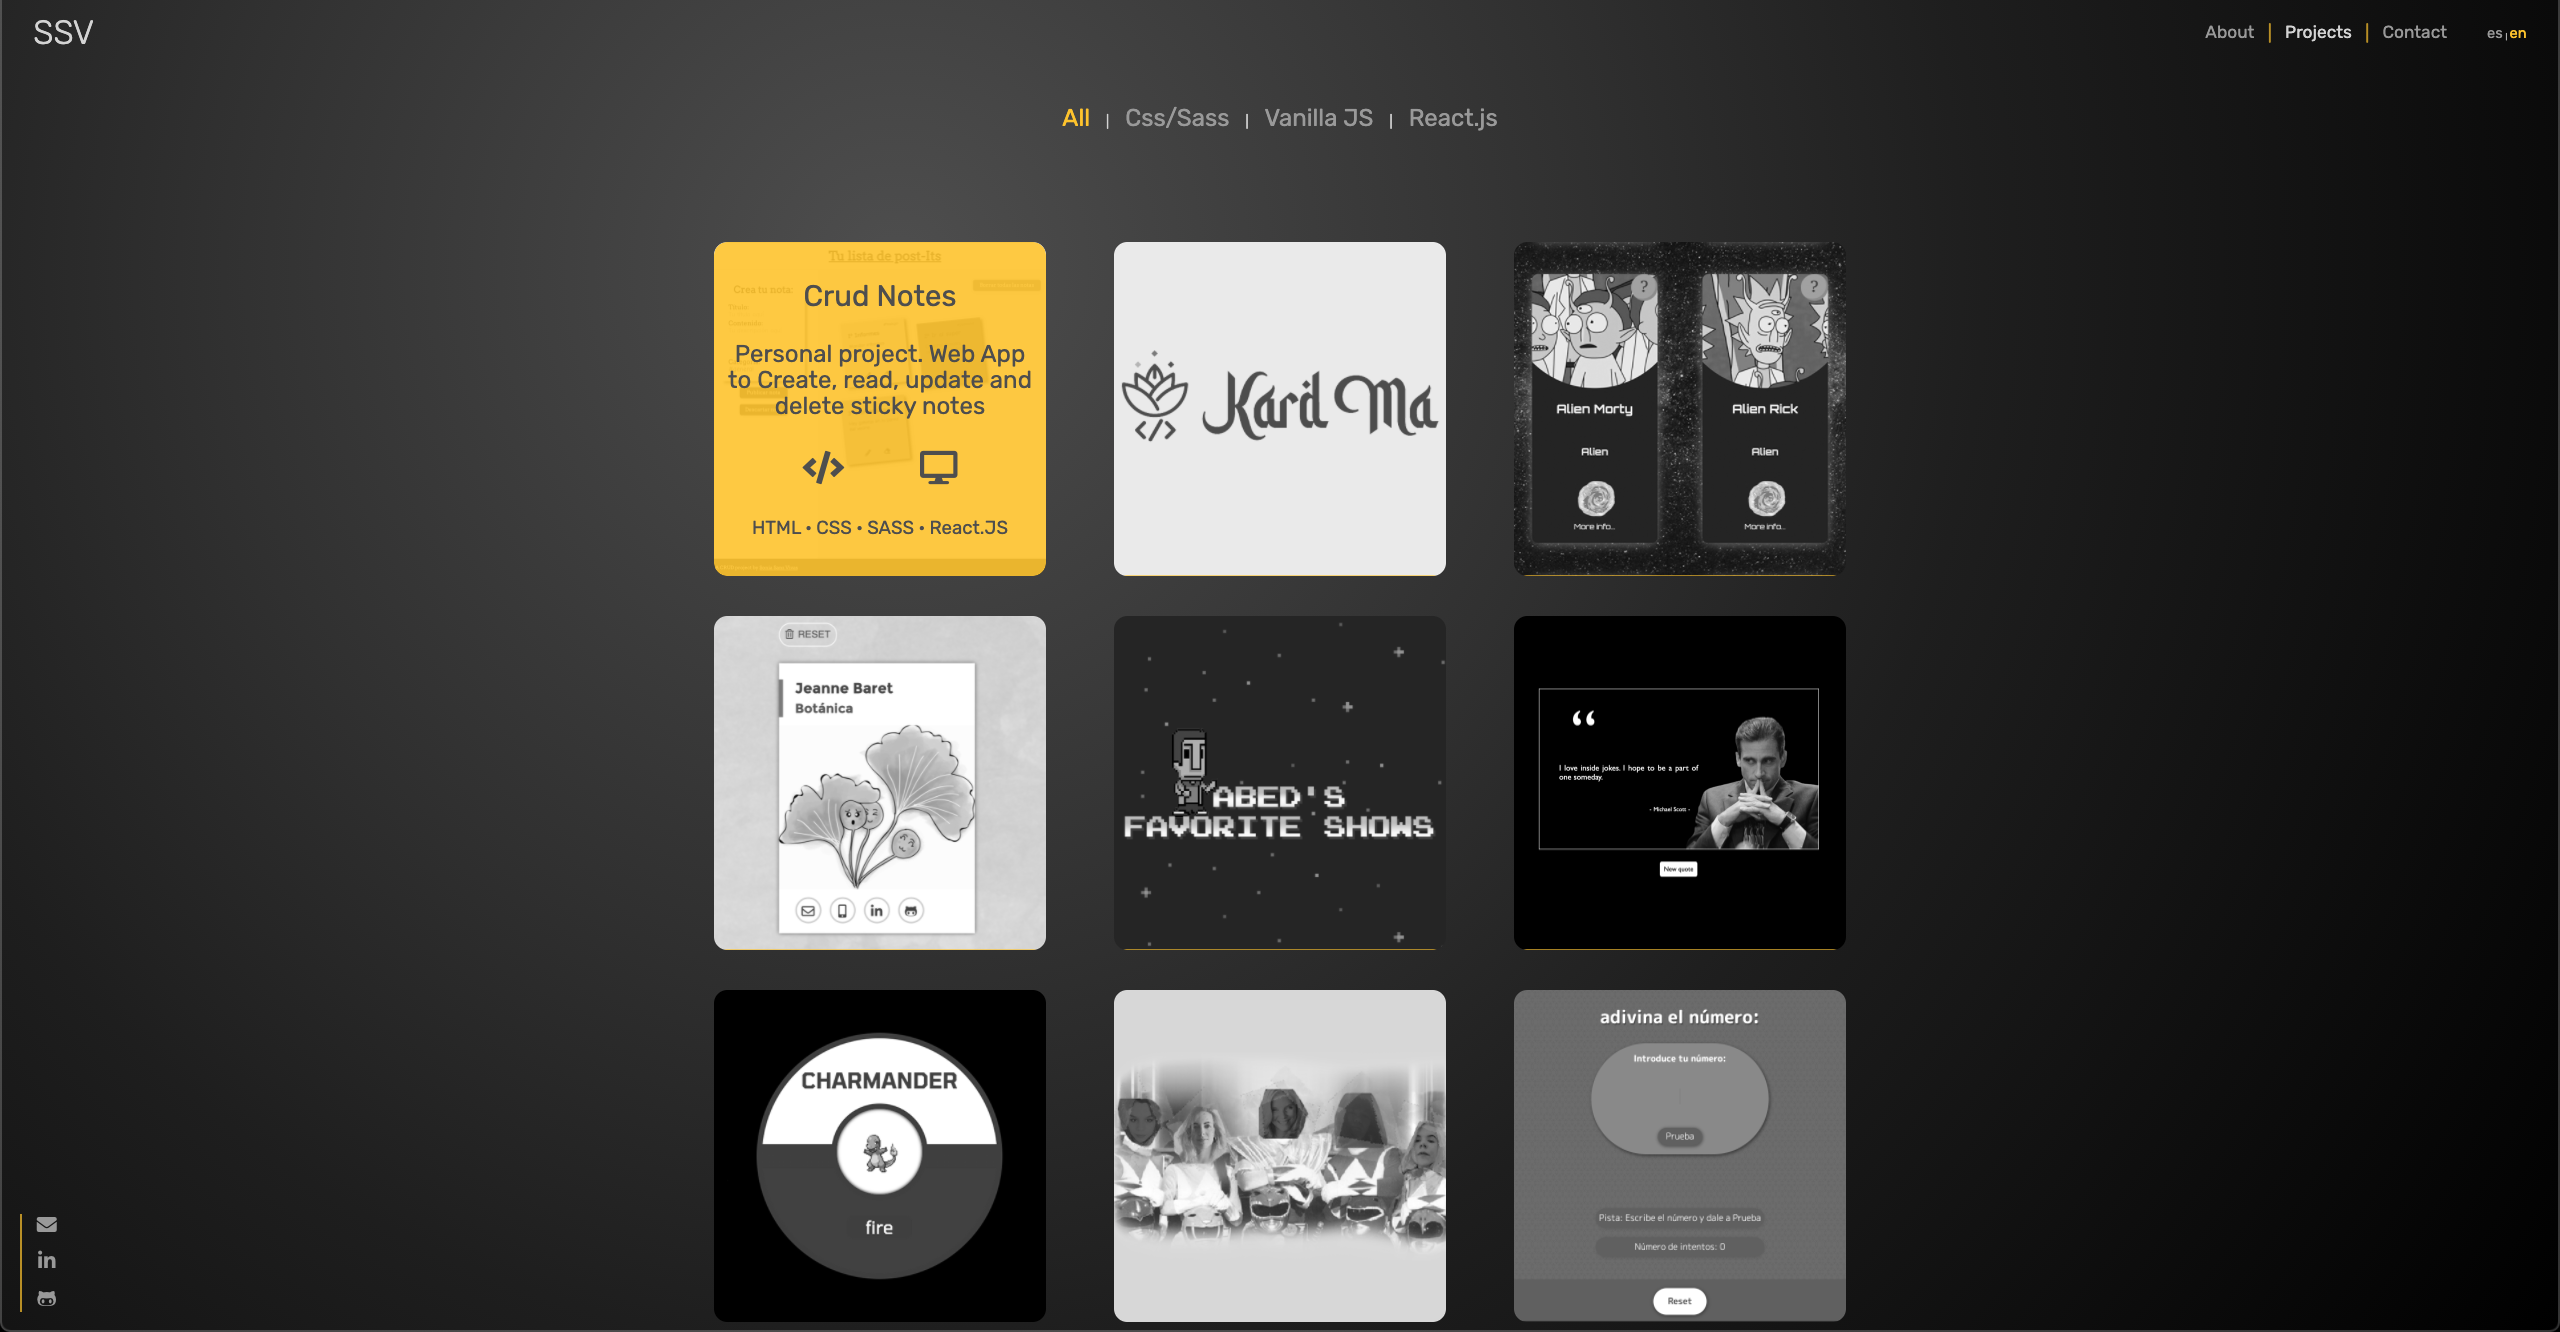 SSV
About | Projects | Contact es | en
All | Css/Sass | Vanilla JS | React.js
Tu lista de post-Its
Crea tu nota:
Crud Notes
Título
Contenido
Personal project. Web App
to Create, read, update and
delete sticky notes
HTML • CSS • SASS • React.JS
Kard Ma
?
?
Alien Morty
Alien Rick
Alien
Alien
More info...
More info...
RESET
Jeanne Baret
Botánica
ABED'S
FAVORITE SHOWS
I love inside jokes. I hope to be a part of
one someday.
- Michael Scott -
New quote
CHARMANDER
fire
adivina el número:
Introduce tu número:
Prueba
Pista: Escribe el número y dale a Prueba
Número de intentos: 0
Reset